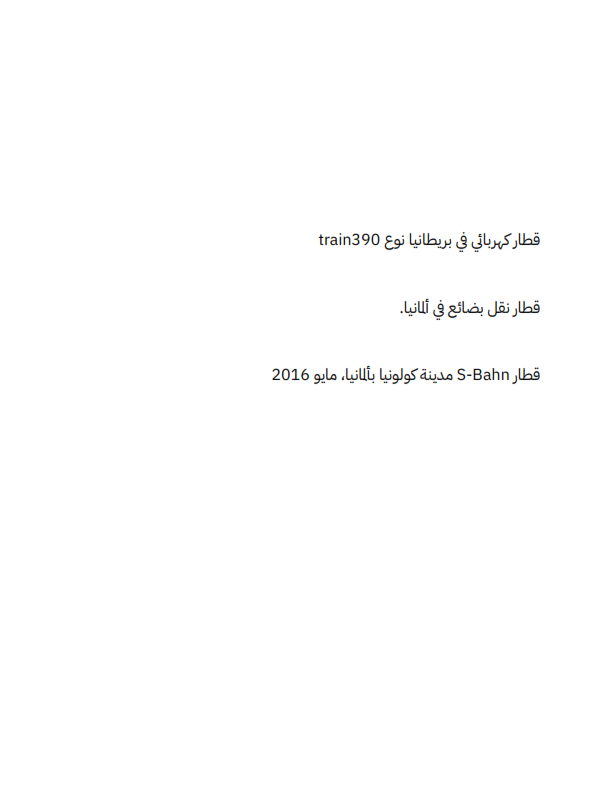 قطار كهربائي في بريطانيا نوع train390
قطار نقل بضائع في ألمانيا.
قطار S-Bahn مدينة كولونيا بألمانيا، مايو 2016